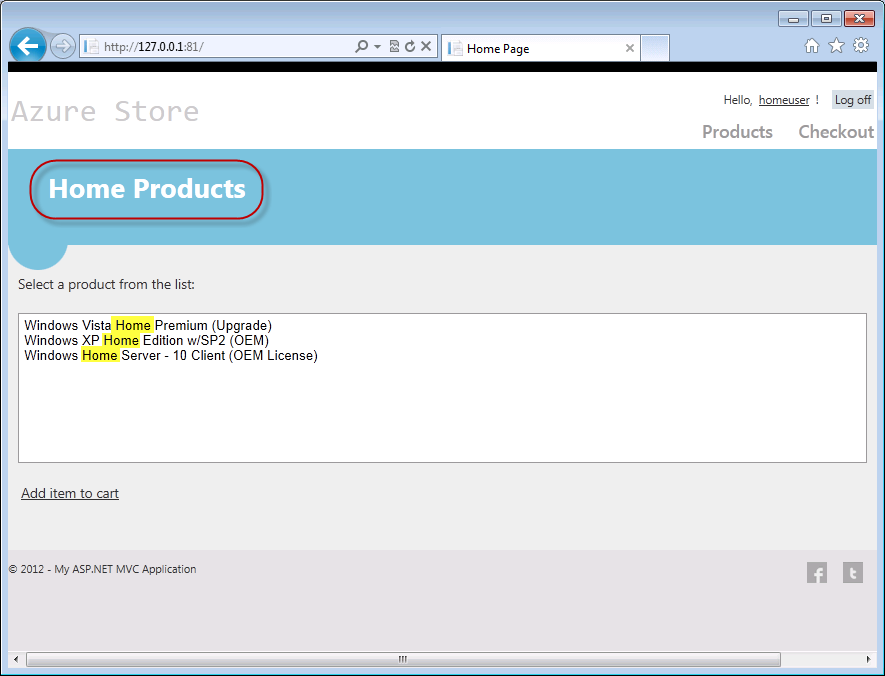 http://127.0.0.1:81/
Home Page
Azure Store
Hello, homeuser ! Log off
Products Checkout
Home Products
Select a product from the list:
Windows Vista Home Premium (Upgrade)
Windows XP Home Edition w/SP2 (OEM)
Windows Home Server - 10 Client (OEM License)
Add item to cart
© 2012 - My ASP.NET MVC Application